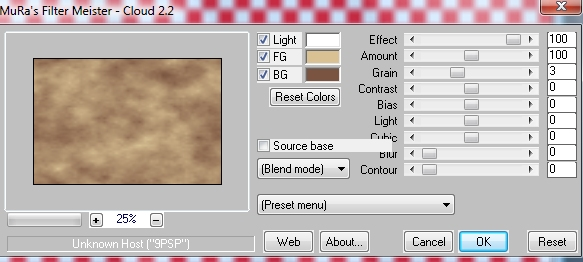 MuRa's Filter Meister - Cloud 2.2
Light
FG
BG
Reset Colors
Effect 100
Amount 100
Grain 3
Contrast 0
Bias 0
Light 0
Cubic 0
Blur 0
Contour 0
Source base
(Blend mode)
(Preset menu)
+ 25% -
Unknown Host ("9PSP")
Web About... Cancel OK Reset